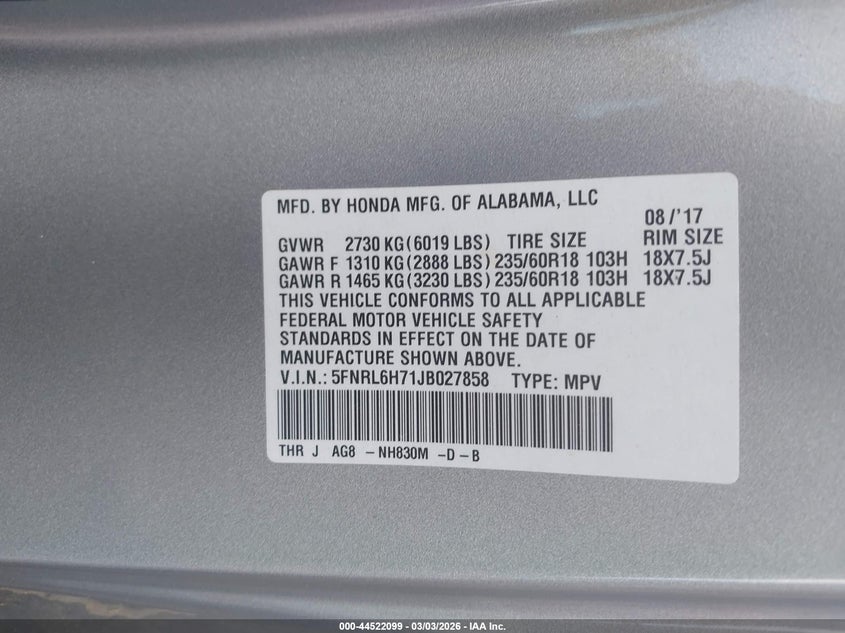 MFD. BY HONDA MFG. OF ALABAMA, LLC
08/'17
GVWR 2730 KG(6019 LBS) TIRE SIZE RIM SIZE
GAWR F 1310 KG(2888 LBS) 235/60R18 103H 18X7.5J
GAWR R 1465 KG(3230 LBS) 235/60R18 103H 18X7.5J
THIS VEHICLE CONFORMS TO ALL APPLICABLE
FEDERAL MOTOR VEHICLE SAFETY
STANDARDS IN EFFECT ON THE DATE OF
MANUFACTURE SHOWN ABOVE.
V.I.N.: 5FNRL6H71JB027858 TYPE: MPV
THR J AG8 - NH830M -D-B
000-44522099 - 03/03/2026 - IAA Inc.